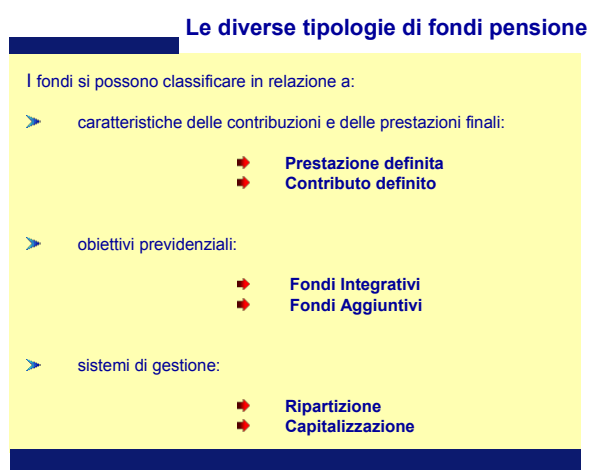 Le diverse tipologie di fondi pensione
I fondi si possono classificare in relazione a:
caratteristiche delle contribuzioni e delle prestazioni finali:
Prestazione definita
Contributo definito
obiettivi previdenziali:
Fondi Integrativi
Fondi Aggiuntivi
sistemi di gestione:
Ripartizione
Capitalizzazione